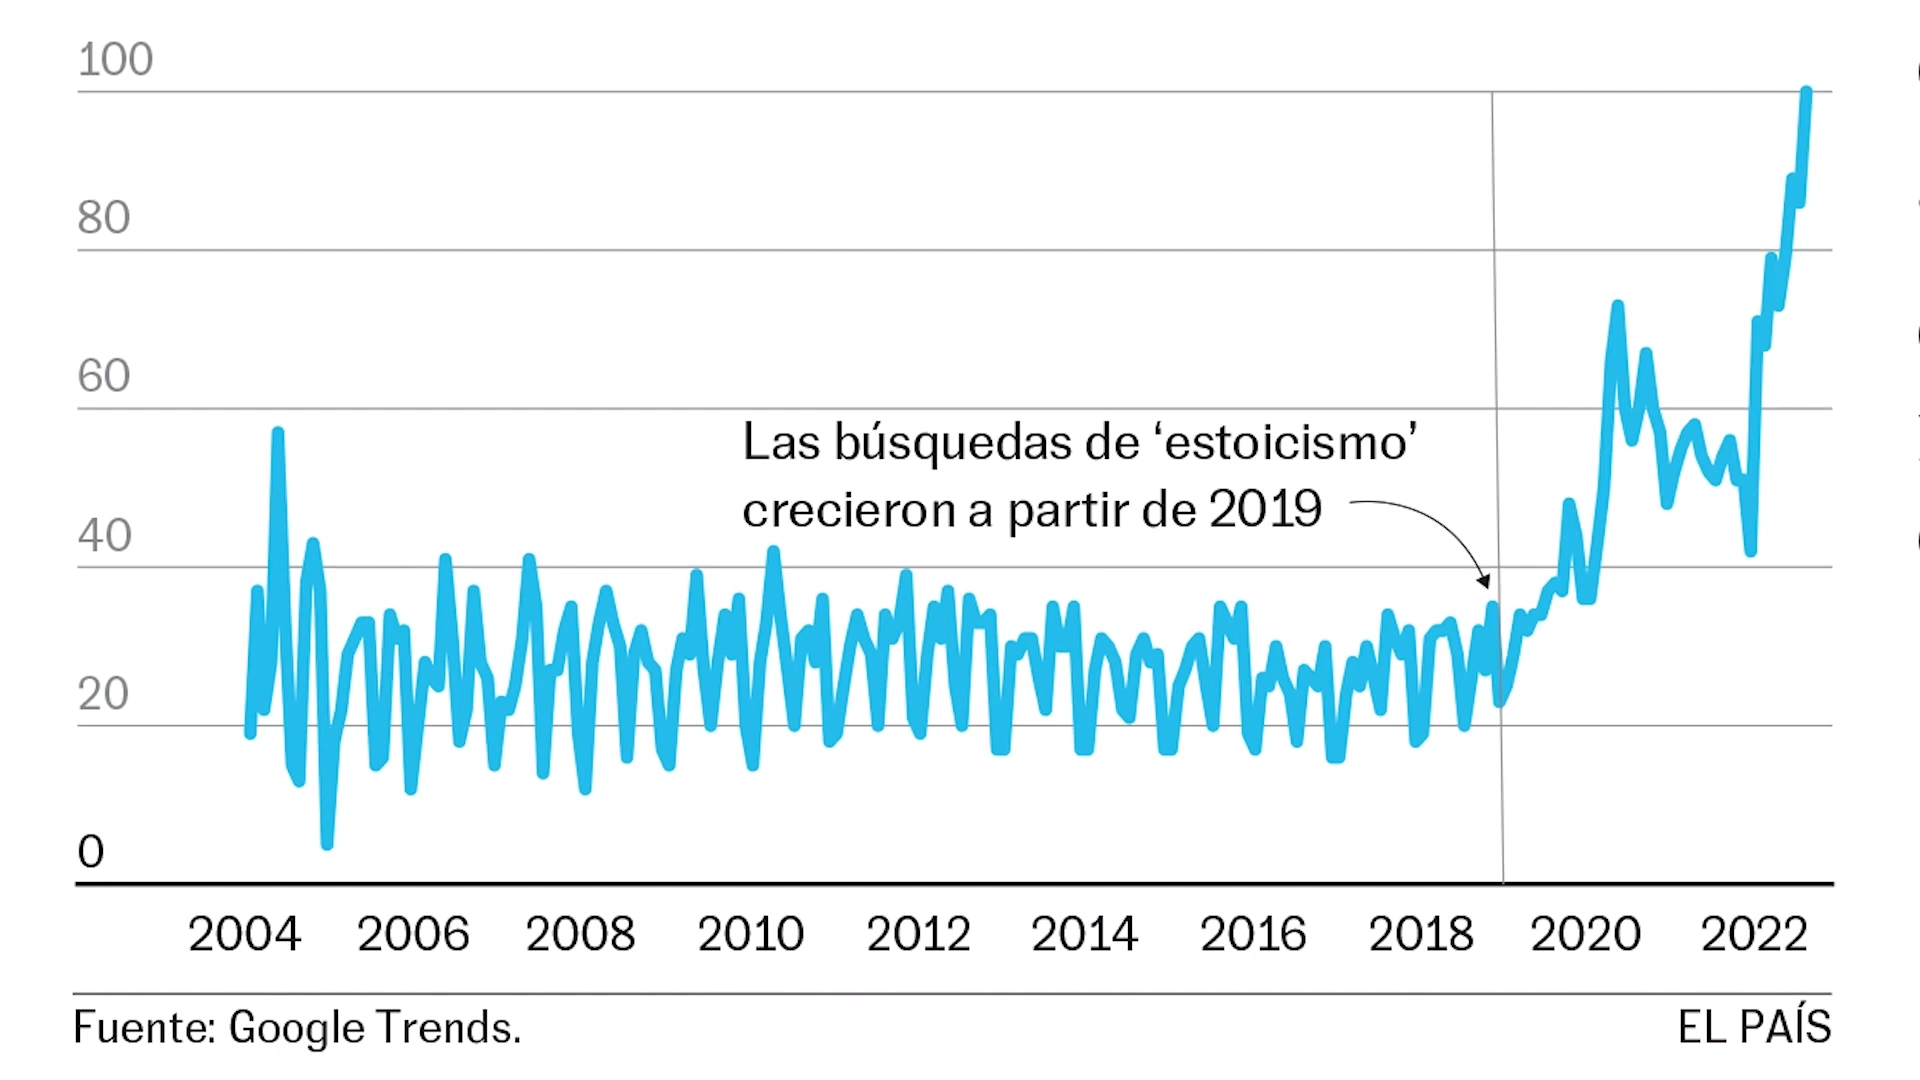 100
80
60
Las búsquedas de ‘estoicismo’
crecieron a partir de 2019
40
20
0
2004 2006 2008 2010 2012 2014 2016 2018 2020 2022
Fuente: Google Trends.
EL PAÍS